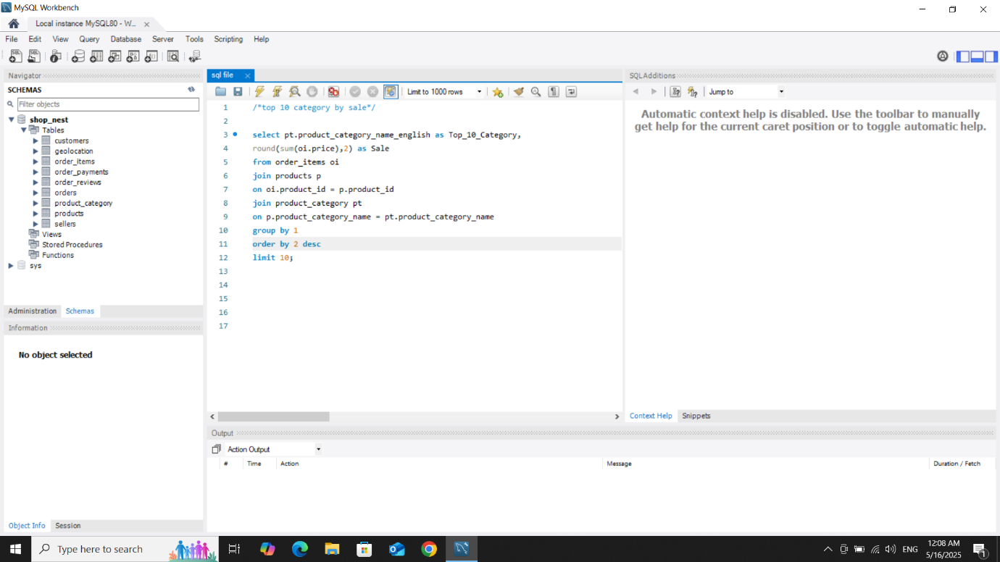 MySQL Workbench
Local instance MySQL80 - W...
File Edit View Query Database Server Tools Scripting Help
Navigator
SCHEMAS
Filter objects
shop_nest
Tables
customers
geolocation
order_items
order_payments
order_reviews
orders
product_category
products
sellers
Views
Stored Procedures
Functions
sys
Administration Schemas
Information
No object selected
Object Info Session
sql file
Limit to 1000 rows
1 /*top 10 category by sale*/
2
3 select pt.product_category_name_english as Top_10_Category,
4 round(sum(oi.price),2) as Sale
5 from order_items oi
6 join products p
7 on oi.product_id = p.product_id
8 join product_category pt
9 on p.product_category_name = pt.product_category_name
10 group by 1
11 order by 2 desc
12 limit 10;
13
14
15
16
17
SQLAdditions
Jump to
Automatic context help is disabled. Use the toolbar to manually
get help for the current caret position or to toggle automatic help.
Context Help Snippets
Output
Action Output
# Time Action Message Duration / Fetch
Type here to search
ENG
12:08 AM
5/16/2025
1